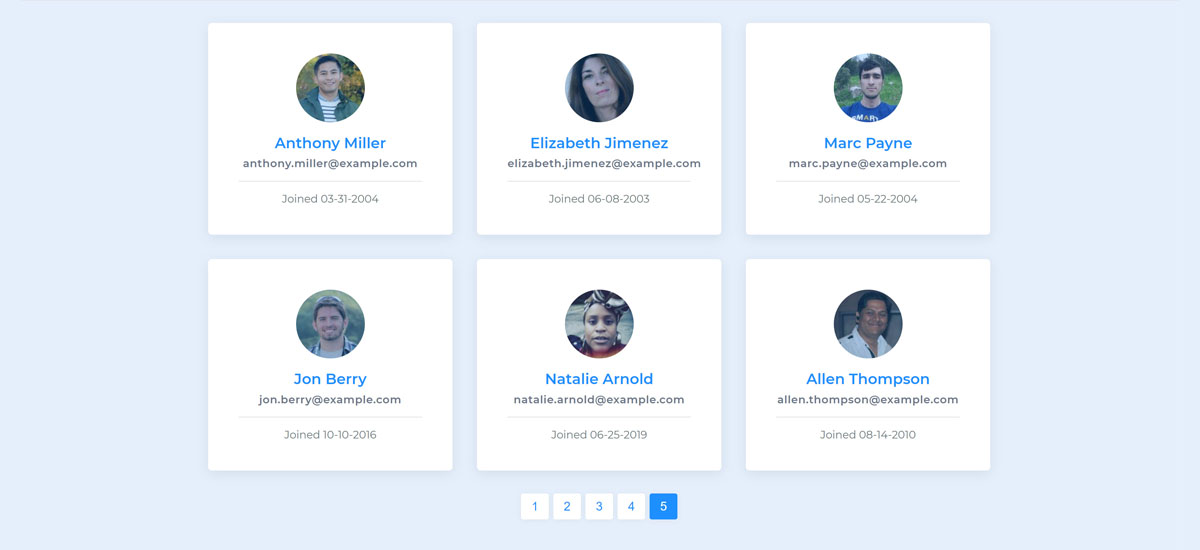 Anthony Miller
anthony.miller@example.com
Joined 03-31-2004
Elizabeth Jimenez
elizabeth.jimenez@example.com
Joined 06-08-2003
Marc Payne
marc.payne@example.com
Joined 05-22-2004
Jon Berry
jon.berry@example.com
Joined 10-10-2016
Natalie Arnold
natalie.arnold@example.com
Joined 06-25-2019
Allen Thompson
allen.thompson@example.com
Joined 08-14-2010
1 2 3 4 5